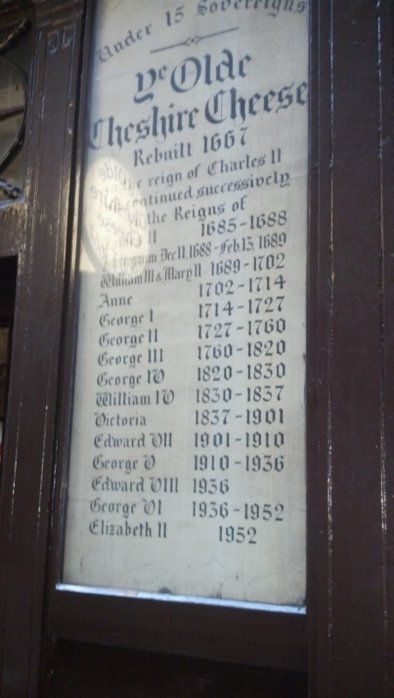 Under 15 Sovereigns
Ye Olde
Cheshire Cheese
Rebuilt 1667
the reign of Charles II
continued successively
the Reigns of
II 1685-1688
Dec 11, 1688-Feb. 13, 1689
William III & Mary II 1689-1702
Anne 1702-1714
George I 1714-1727
George II 1727-1760
George III 1760-1820
George IV 1820-1830
William IV 1830-1837
Victoria 1837-1901
Edward VII 1901-1910
George V 1910-1936
Edward VIII 1936
George VI 1936-1952
Elizabeth II 1952